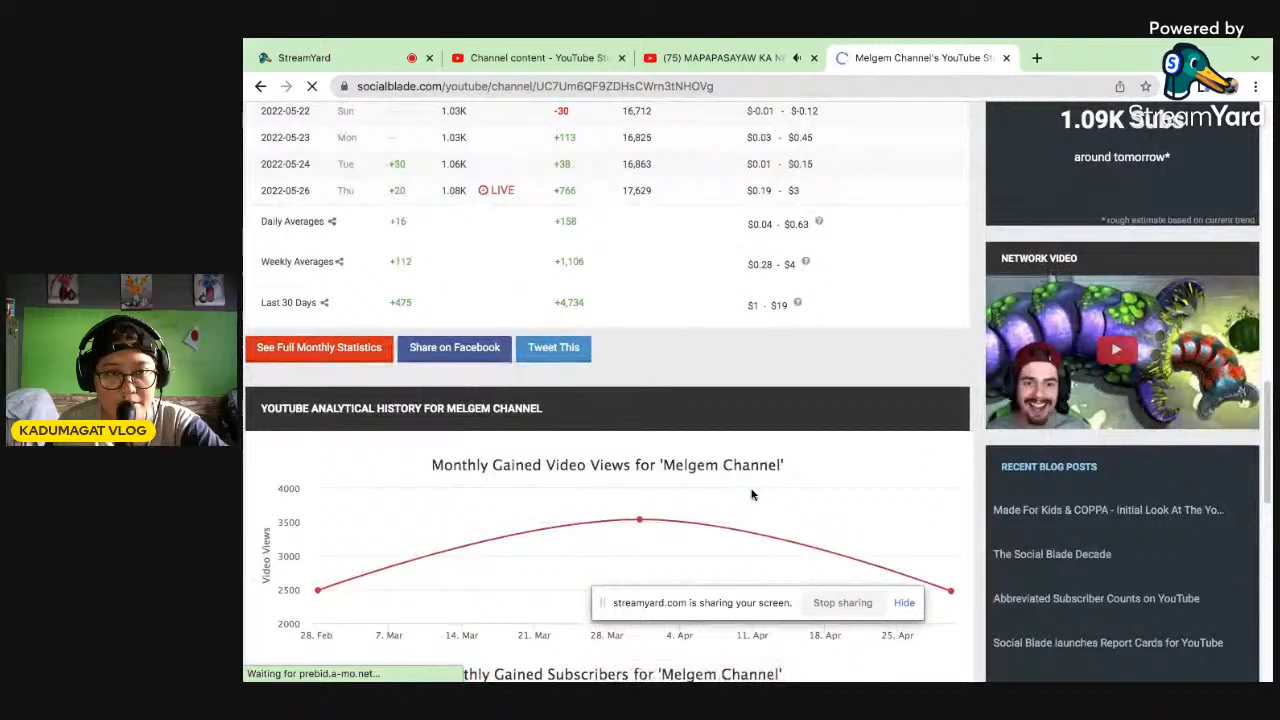 Powered by
StreamYard
StreamYard
Channel content - YouTube St
(75) MAPAPASAYAW KA N
Melgem Channel's YouTube St
socialblade.com/youtube/channel/UC7Um6QF9ZDHsCWrn3tNHOVg
2022-05-22 Sun 1.03K -30 16,712 $-0.01 - $-0.12
2022-05-23 Mon -- 1.03K +113 16,825 $0.03 - $0.45
2022-05-24 Tue +30 1.06K +38 16,863 $0.01 - $0.15
2022-05-26 Thu +20 1.08K LIVE +766 17,629 $0.19 - $3
Daily Averages +16 +158 $0.04 - $0.63
Weekly Averages +112 +1,106 $0.28 - $4
Last 30 Days +475 +4,734 $1 - $19
See Full Monthly Statistics Share on Facebook Tweet This
YOUTUBE ANALYTICAL HISTORY FOR MELGEM CHANNEL
Monthly Gained Video Views for 'Melgem Channel'
4000
3500
3000
2500
2000
Video Views
28. Feb 7. Mar 14. Mar 21. Mar 28. Mar 4. Apr 11. Apr 18. Apr 25. Apr
streamyard.com is sharing your screen. Stop sharing Hide
thly Gained Subscribers for 'Melgem Channel'
Waiting for prebid.a-mo.net...
1.09K Subs
around tomorrow*
*rough estimate based on current trend
NETWORK VIDEO
RECENT BLOG POSTS
Made For Kids & COPPA - Initial Look At The Yo...
The Social Blade Decade
Abbreviated Subscriber Counts on YouTube
Social Blade launches Report Cards for YouTube
KADUMAGAT VLOG